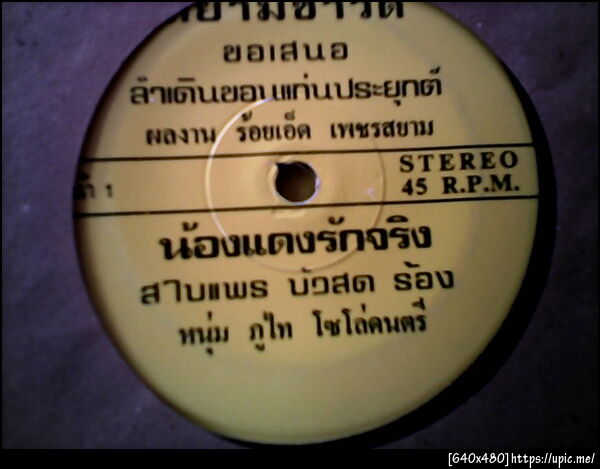 ขอเสนอ
ลำเดินขอนแก่นประยุกต์
ผลงาน ร้อยเอ็ด เพชรสยาม
STEREO
1 45 R.P.M.
น้องแดงรักจริง
สาบแพร บัวสด ร้อง
หนุ่ม ภูไท โซโล่ดนตรี
[640x480]https://upic.me/